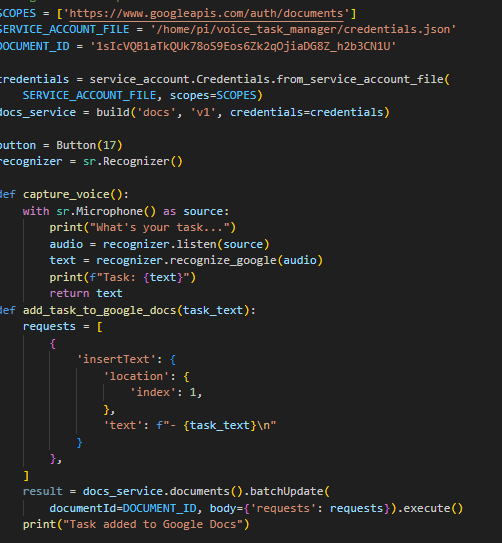 SCOPES = ['https://www.googleapis.com/auth/documents']
SERVICE_ACCOUNT_FILE = '/home/pi/voice_task_manager/credentials.json'
DOCUMENT_ID = '1sIcVQB1aTkQUk78oS9Eos6Zk2qOjiaDG8Z_h2b3CN1U'

credentials = service_account.Credentials.from_service_account_file(
    SERVICE_ACCOUNT_FILE, scopes=SCOPES)
docs_service = build('docs', 'v1', credentials=credentials)

button = Button(17)
recognizer = sr.Recognizer()

def capture_voice():
    with sr.Microphone() as source:
        print("What's your task...")
        audio = recognizer.listen(source)
        text = recognizer.recognize_google(audio)
        print(f"Task: {text}")
        return text
def add_task_to_google_docs(task_text):
    requests = [
        {
            'insertText': {
                'location': {
                    'index': 1,
                },
                'text': f"- {task_text}\n"
            }
        },
    ]
    result = docs_service.documents().batchUpdate(
        documentId=DOCUMENT_ID, body={'requests': requests}).execute()
    print("Task added to Google Docs")